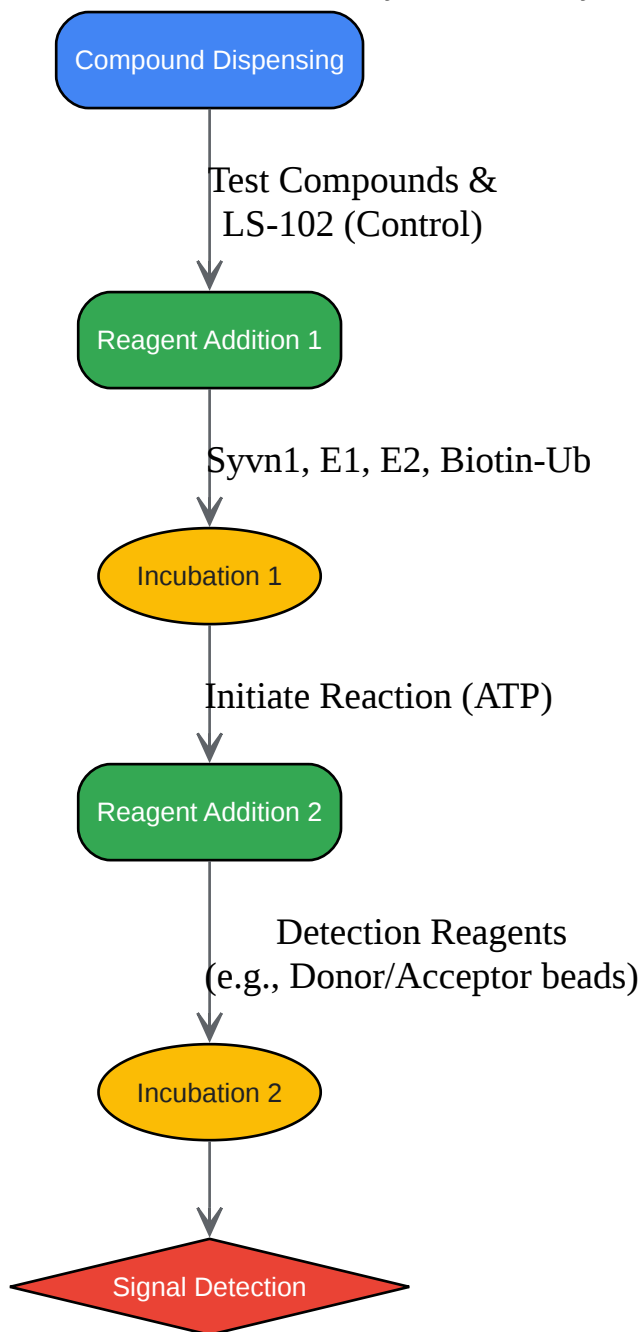 Compound Dispensing
Test Compounds &
LS-102 (Control)
Reagent Addition 1
Syvn1, E1, E2, Biotin-Ub
Incubation 1
Initiate Reaction (ATP)
Reagent Addition 2
Detection Reagents
(e.g., Donor/Acceptor beads)
Incubation 2
Signal Detection